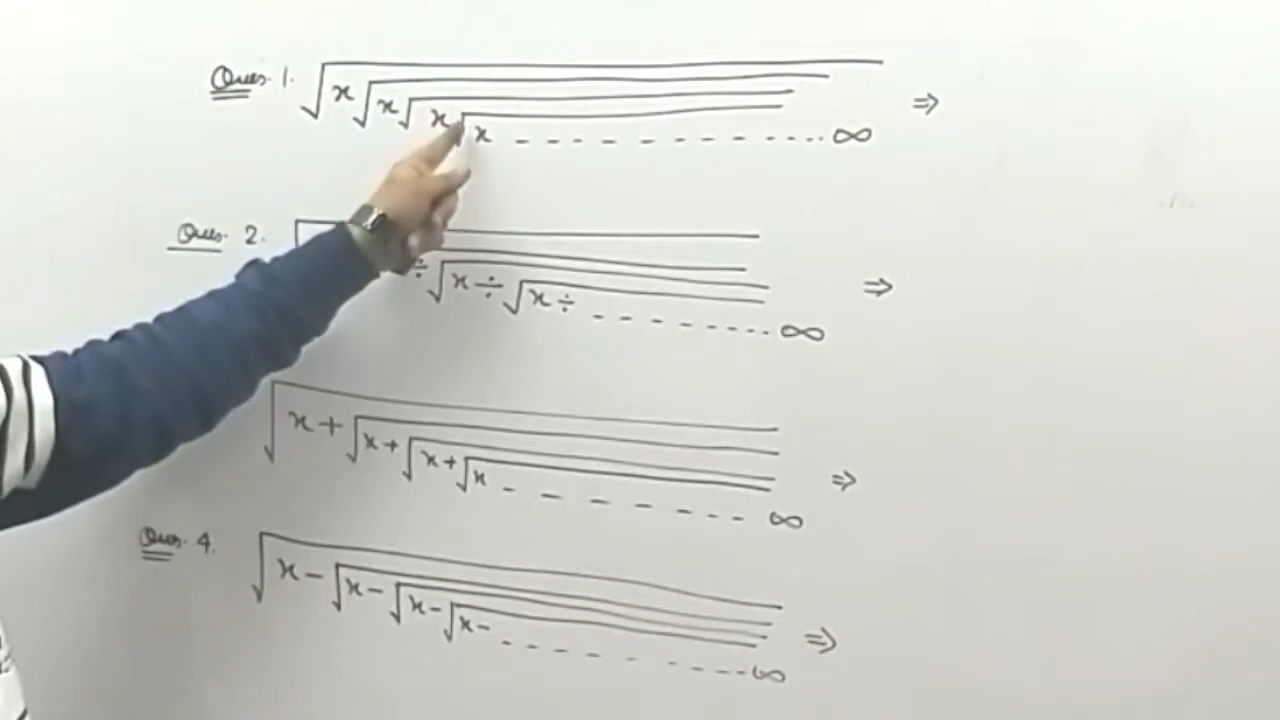 Ques. 1. √x√x√x√x - - - - - - - - ..... ∞ ⇒
Ques. 2. ÷√x÷√x÷ - - - - - - ..... ∞ ⇒
√x+√x+√x+√x - - - - - - - ∞ ⇒
Ques. 4. √x-√x-√x-√x- - - - - - - - - ..∞ ⇒